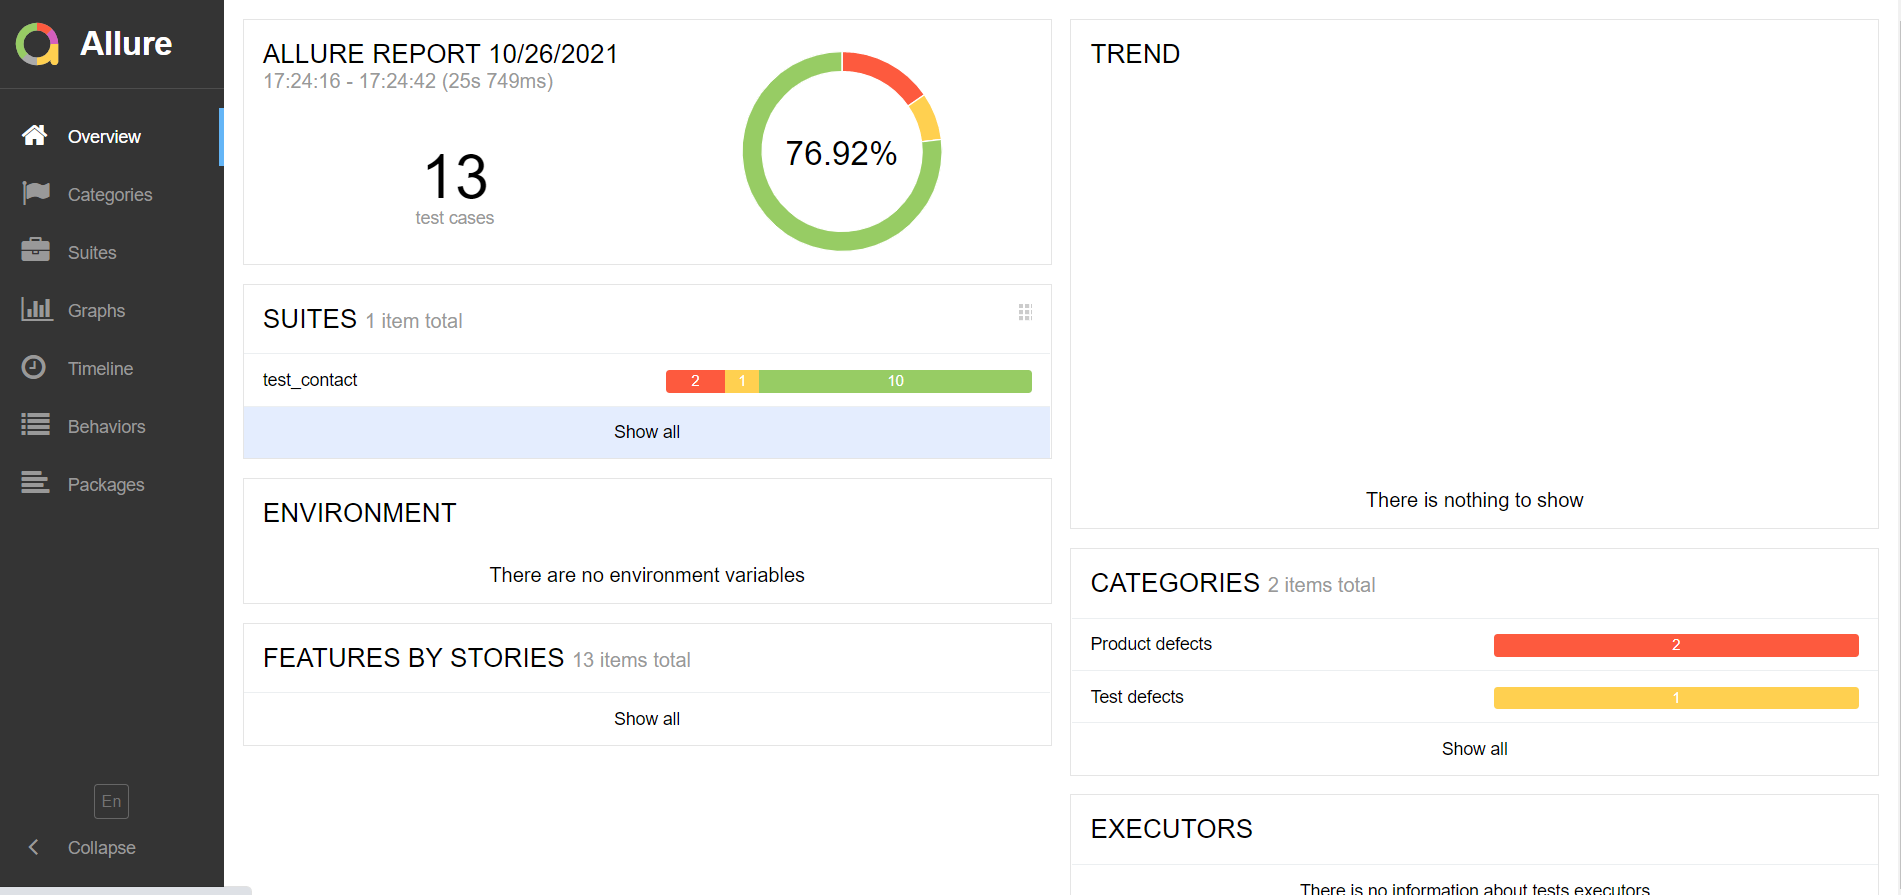 Allure
Overview
Categories
Suites
Graphs
Timeline
Behaviors
Packages
En
Collapse
ALLURE REPORT 10/26/2021
17:24:16 - 17:24:42 (25s 749ms)
13
test cases
76.92%
SUITES 1 item total
test_contact 2 1 10
Show all
ENVIRONMENT
There are no environment variables
FEATURES BY STORIES 13 items total
Show all
TREND
There is nothing to show
CATEGORIES 2 items total
Product defects 2
Test defects 1
Show all
EXECUTORS
There is no information about tests executors